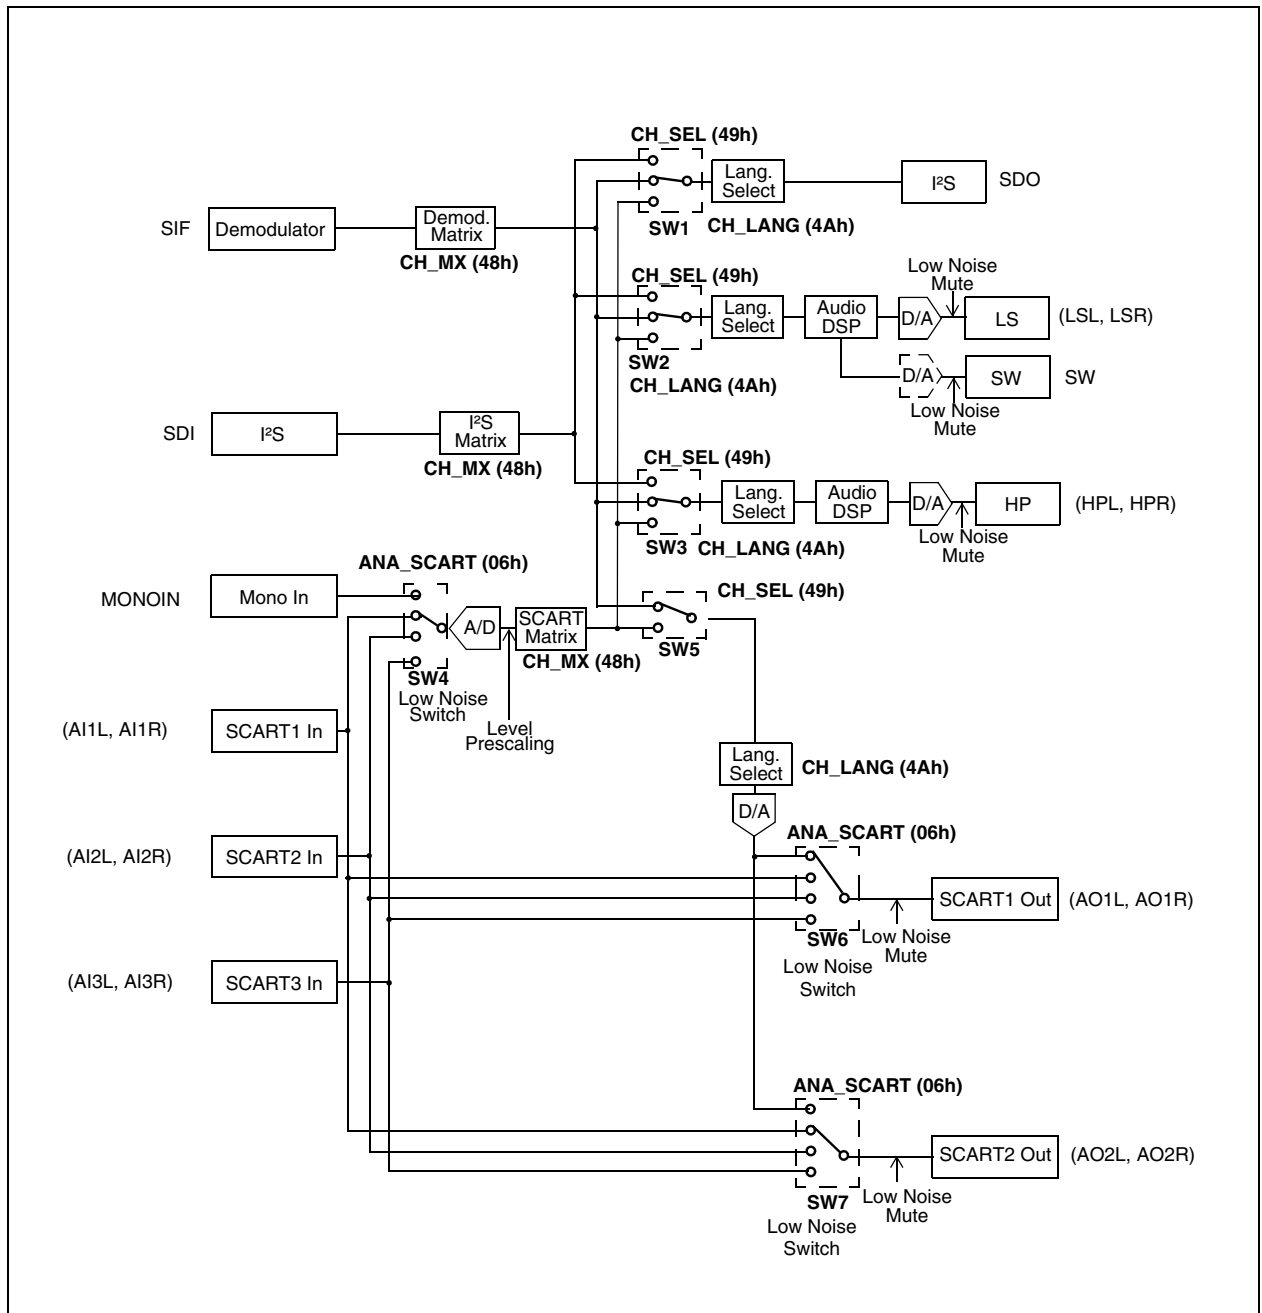 CH_SEL (49h)
Lang.
Select
I²S
SDO
SW1
CH_LANG (4Ah)
SIF
Demodulator
Demod.
Matrix
CH_MX (48h)
CH_SEL (49h)
Lang.
Select
Audio
DSP
D/A
Low Noise
Mute
LS
(LSL, LSR)
SW2
CH_LANG (4Ah)
D/A
SW
SW
Low Noise
Mute
SDI
I²S
I²S
Matrix
CH_MX (48h)
CH_SEL (49h)
Lang.
Select
Audio
DSP
D/A
HP
(HPL, HPR)
Low Noise
Mute
SW3
CH_LANG (4Ah)
ANA_SCART (06h)
MONOIN
Mono In
A/D
SCART
Matrix
CH_MX (48h)
CH_SEL (49h)
SW5
SW4
Low Noise
Switch
Level
Prescaling
(AI1L, AI1R)
SCART1 In
Lang.
Select
CH_LANG (4Ah)
D/A
ANA_SCART (06h)
(AI2L, AI2R)
SCART2 In
SCART1 Out
(AO1L, AO1R)
SW6
Low Noise
Mute
Low Noise
Switch
(AI3L, AI3R)
SCART3 In
ANA_SCART (06h)
SCART2 Out
(AO2L, AO2R)
SW7
Low Noise
Mute
Low Noise
Switch